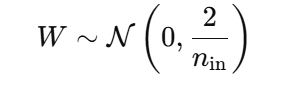 W ∼ 𝒩(0, 2/n_in)